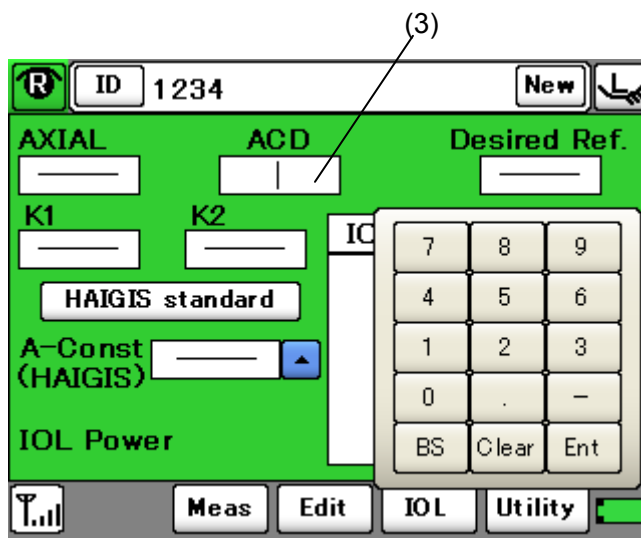 (3)
R ID 1234 New
AXIAL ACD Desired Ref.
K1 K2 IO
7 8 9
HAIGIS standard
4 5 6
A-Const
(HAIGIS)
1 2 3
0 . −
IOL Power
BS Clear Ent
Meas Edit IOL Utility